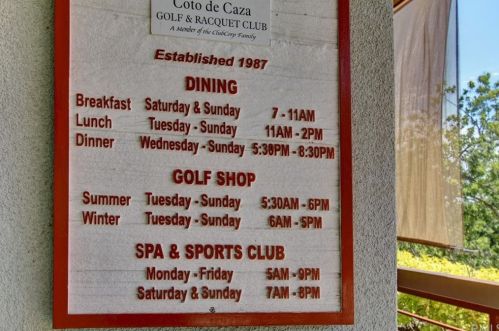 Coto de Caza
GOLF & RACQUET CLUB
A Member of the ClubCorp Family
Established 1987
DINING
Breakfast Saturday & Sunday 7 - 11AM
Lunch Tuesday - Sunday 11AM - 2PM
Dinner Wednesday - Sunday 5:30PM - 8:30PM
GOLF SHOP
Summer Tuesday - Sunday 5:30AM - 6PM
Winter Tuesday - Sunday 6AM - 5PM
SPA & SPORTS CLUB
Monday - Friday 5AM - 9PM
Saturday & Sunday 7AM - 8PM